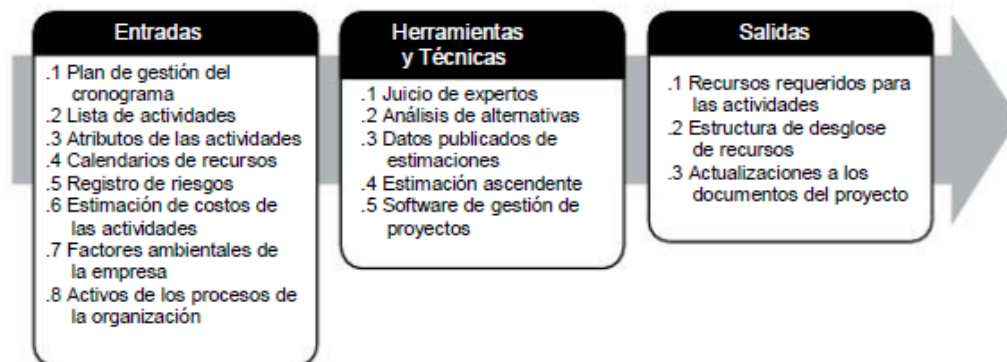 Entradas
.1 Plan de gestión del
cronograma
.2 Lista de actividades
.3 Atributos de las actividades
.4 Calendarios de recursos
.5 Registro de riesgos
.6 Estimación de costos de
las actividades
.7 Factores ambientales de
la empresa
.8 Activos de los procesos de
la organización
Herramientas
y Técnicas
.1 Juicio de expertos
.2 Análisis de alternativas
.3 Datos publicados de
estimaciones
.4 Estimación ascendente
.5 Software de gestión de
proyectos
Salidas
.1 Recursos requeridos para
las actividades
.2 Estructura de desglose
de recursos
.3 Actualizaciones a los
documentos del proyecto